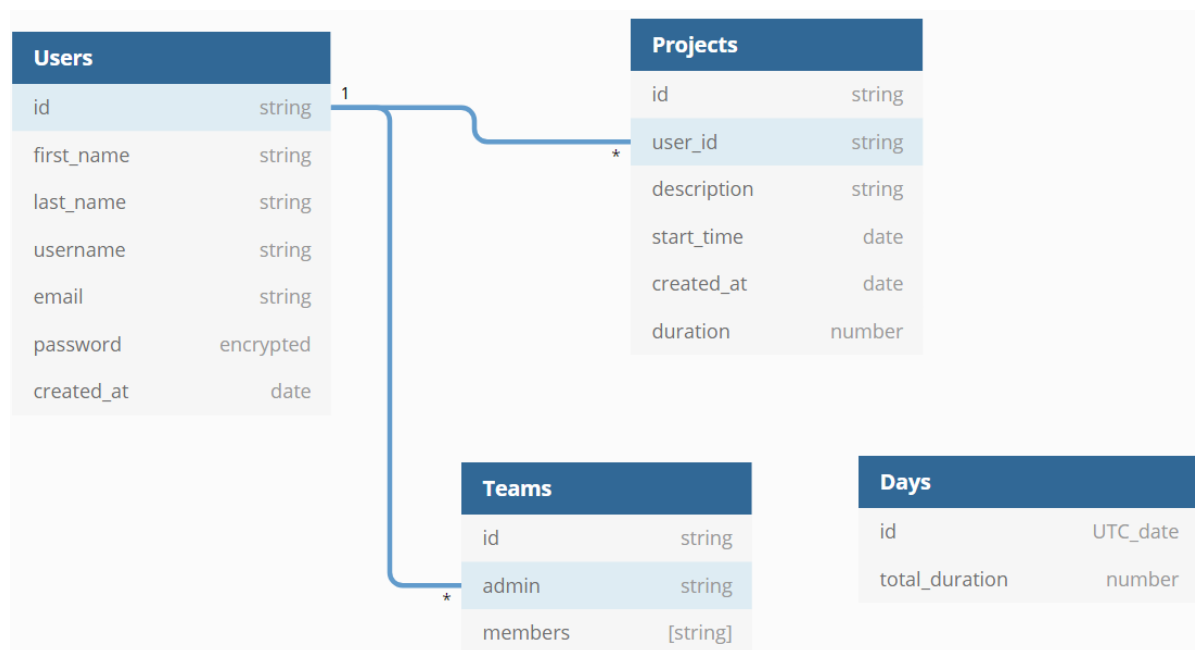 Users
id string
first_name string
last_name string
username string
email string
password encrypted
created_at date
1
*
Projects
id string
user_id string
description string
start_time date
created_at date
duration number
*
Teams
id string
admin string
members [string]
Days
id UTC_date
total_duration number